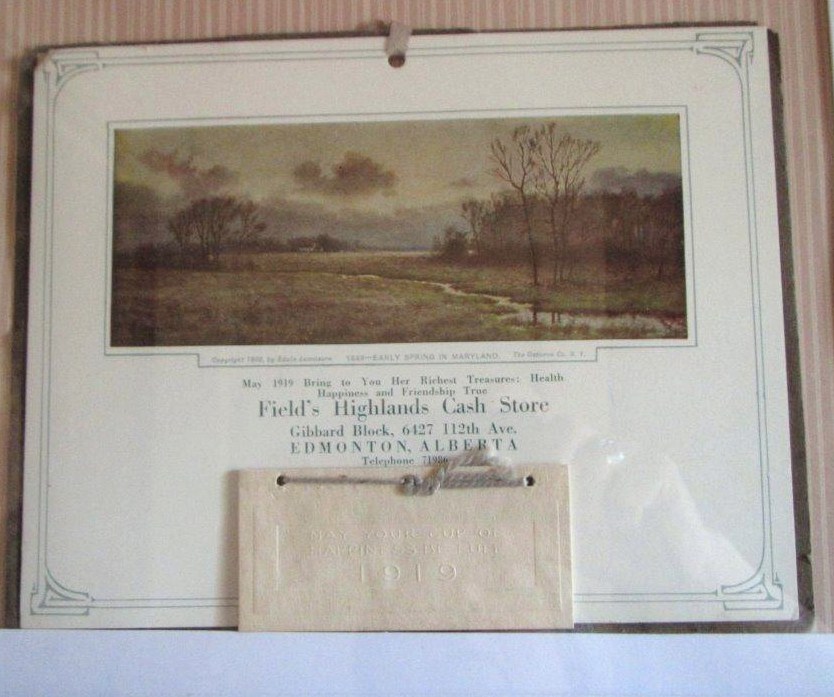 Copyright 1909, by Edwin Lamasure 1849—EARLY SPRING IN MARYLAND. The Osborne Co. N. Y.
May 1919 Bring to You Her Richest Treasures: Health
Happiness and Friendship True
Field's Highlands Cash Store
Gibbard Block, 6427 112th Ave.
EDMONTON, ALBERTA
Telephone 71986
MAY YOUR CUP OF
HAPPINESS BE FULL
1919